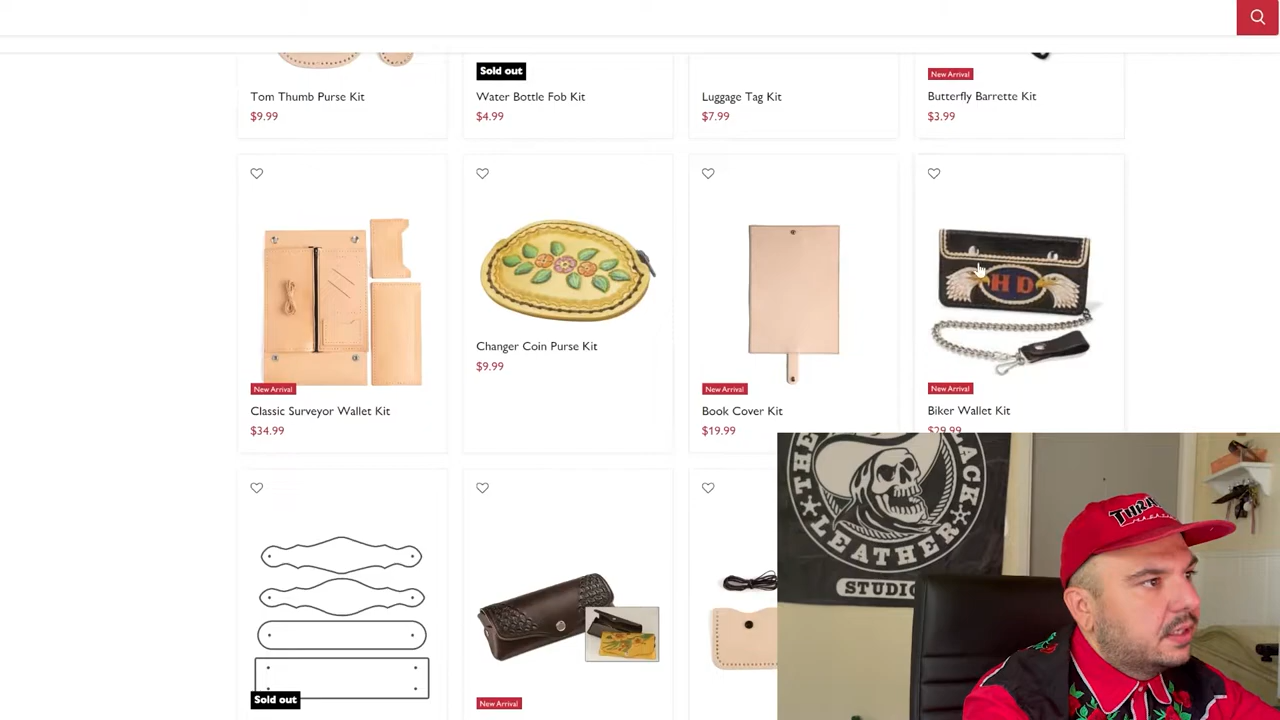 Sold out
New Arrival
Tom Thumb Purse Kit
Water Bottle Fob Kit
Luggage Tag Kit
Butterfly Barrette Kit
$9.99
$4.99
$7.99
$3.99
HD
New Arrival
Classic Surveyor Wallet Kit
$34.99
Changer Coin Purse Kit
$9.99
New Arrival
Book Cover Kit
$19.99
New Arrival
Biker Wallet Kit
$29.99
Sold out
New Arrival
THE
LEATHER
STUDIO